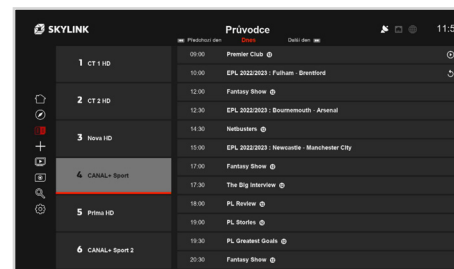 SKYLINK
Průvodce
11:5
Předchozí den Dnes Další den
1 CT 1 HD
2 CT 2 HD
3 Nova HD
4 CANAL+ Sport
5 Prima HD
6 CANAL+ Sport 2
09:00 Premier Club
10:00 EPL 2022/2023 : Fulham - Brentford
12:00 Fantasy Show
12:30 EPL 2022/2023 : Bournemouth - Arsenal
14:30 Netbusters
15:00 EPL 2022/2023 : Newcastle - Manchester City
17:00 Fantasy Show
17:30 The Big Interview
18:00 PL Review
19:00 PL Stories
19:30 PL Greatest Goals
20:30 Fantasy Show